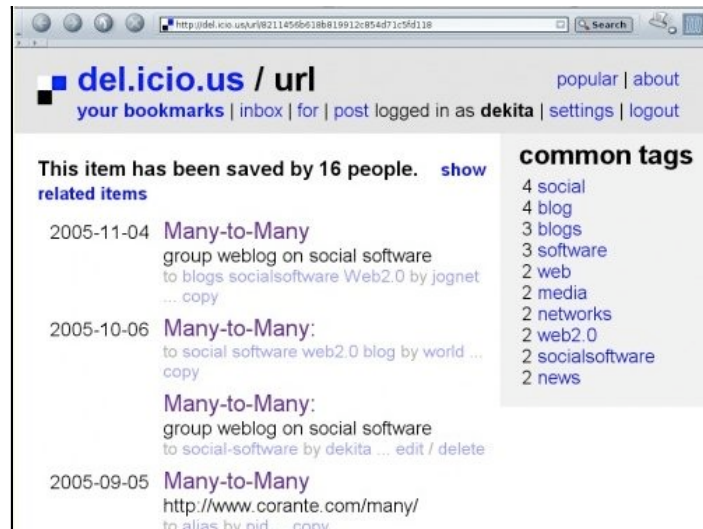 http://del.icio.us/url/8211456b618b819912c854d71c5fd118
Search
del.icio.us / url
popular | about
your bookmarks | inbox | for | post logged in as dekita | settings | logout
This item has been saved by 16 people. show
related items
2005-11-04 Many-to-Many
group weblog on social software
to blogs socialsoftware Web2.0 by jognet
... copy
2005-10-06 Many-to-Many:
to social software web2.0 blog by world ...
copy
Many-to-Many:
group weblog on social software
to social-software by dekita ... edit / delete
2005-09-05 Many-to-Many
http://www.corante.com/many/
to alias by pid ... copy
common tags
4 social
4 blog
3 blogs
3 software
2 web
2 media
2 networks
2 web2.0
2 socialsoftware
2 news